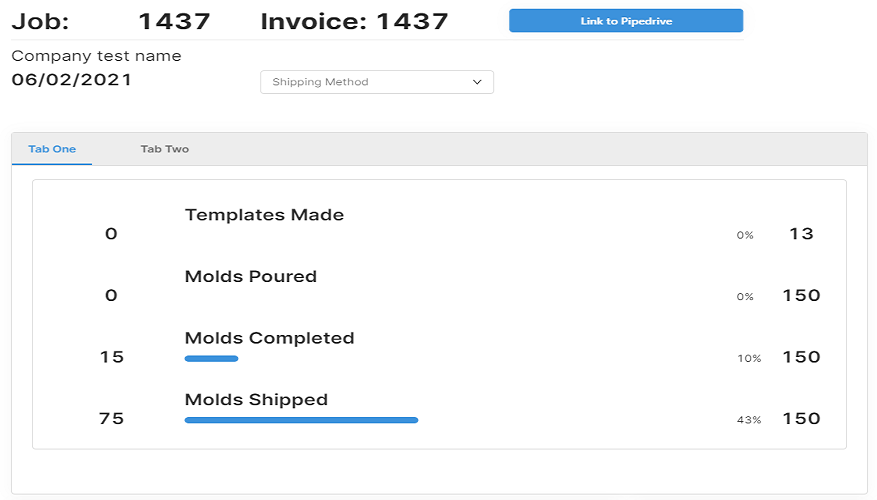 Job: 1437 Invoice: 1437 Link to Pipedrive
Company test name
06/02/2021 Shipping Method
Tab One Tab Two
Templates Made
0 0% 13
Molds Poured
0 0% 150
Molds Completed
15 10% 150
Molds Shipped
75 43% 150